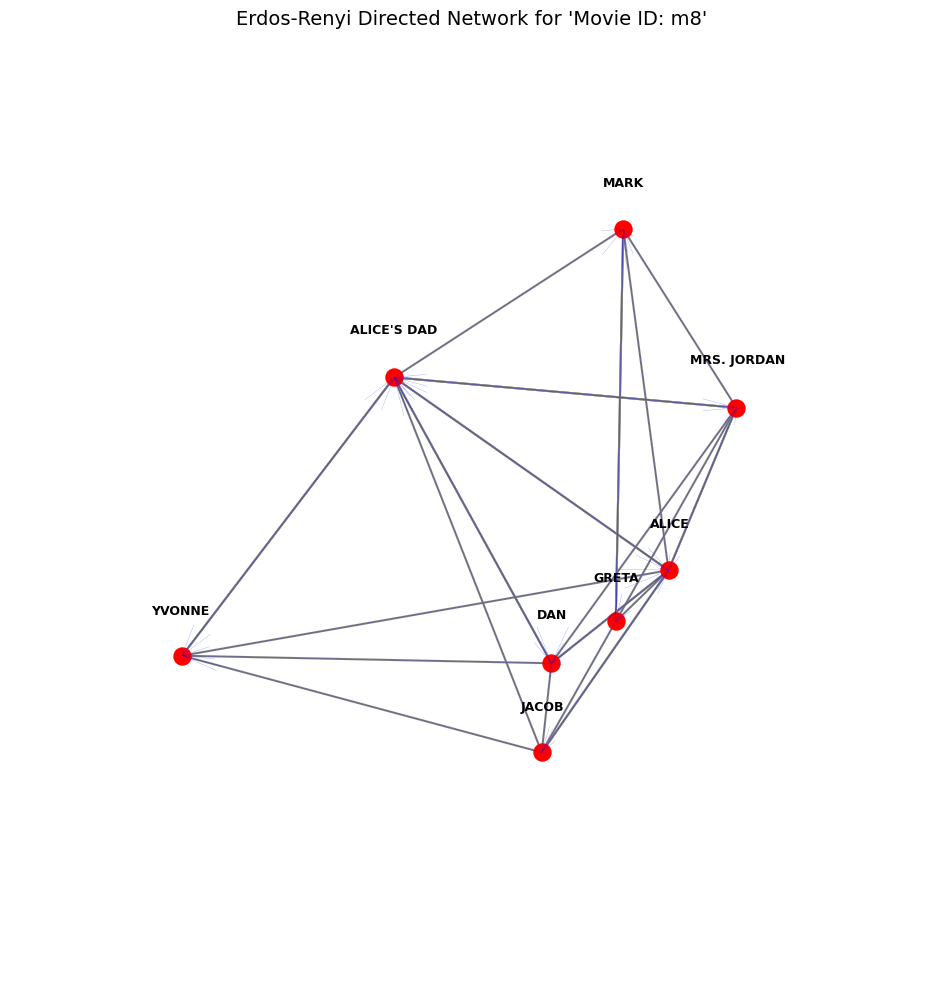 Erdos-Renyi Directed Network for 'Movie ID: m8'
MARK
ALICE'S DAD
MRS. JORDAN
ALICE
GRETA
YVONNE
DAN
JACOB